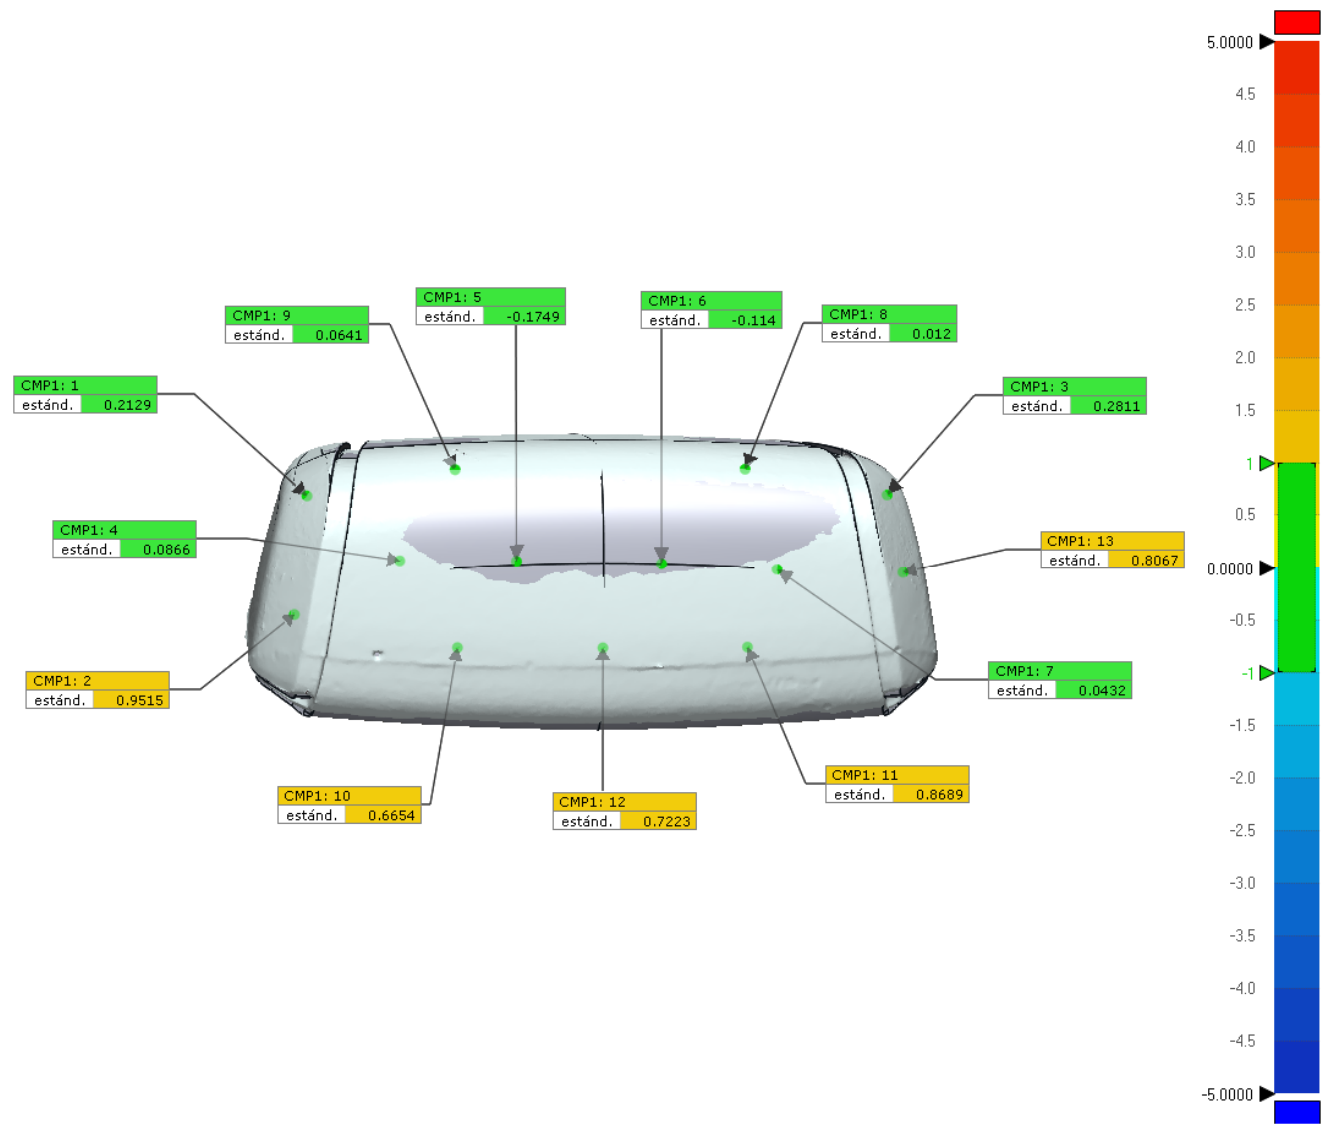 CMP1: 5
estánd. -0.1749
CMP1: 6
estánd. -0.114
CMP1: 9
estánd. 0.0641
CMP1: 8
estánd. 0.012
CMP1: 1
estánd. 0.2129
CMP1: 3
estánd. 0.2811
CMP1: 4
estánd. 0.0866
CMP1: 13
estánd. 0.8067
CMP1: 2
estánd. 0.9515
CMP1: 7
estánd. 0.0432
CMP1: 10
estánd. 0.6654
CMP1: 12
estánd. 0.7223
CMP1: 11
estánd. 0.8689
5.0000
4.5
4.0
3.5
3.0
2.5
2.0
1.5
1
0.5
0.0000
-0.5
-1
-1.5
-2.0
-2.5
-3.0
-3.5
-4.0
-4.5
-5.0000